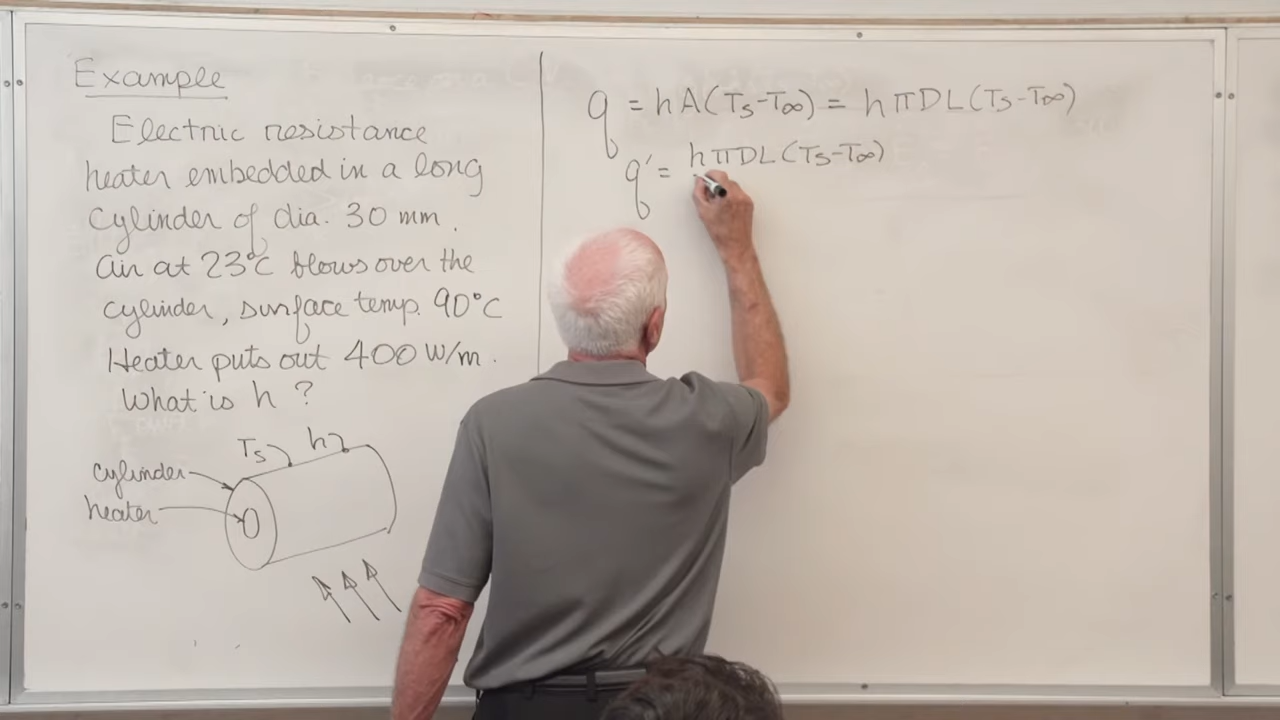 Example
Electric resistance
heater embedded in a long
cylinder of dia. 30 mm.
air at 23°C blows over the
cylinder, surface temp. 90°C
Heater puts out 400 W/m.
What is h ?
Ts h
cylinder
heater
q = hA(Ts-T∞) = hπDL(Ts-T∞)
q' = hπDL(Ts-T∞)